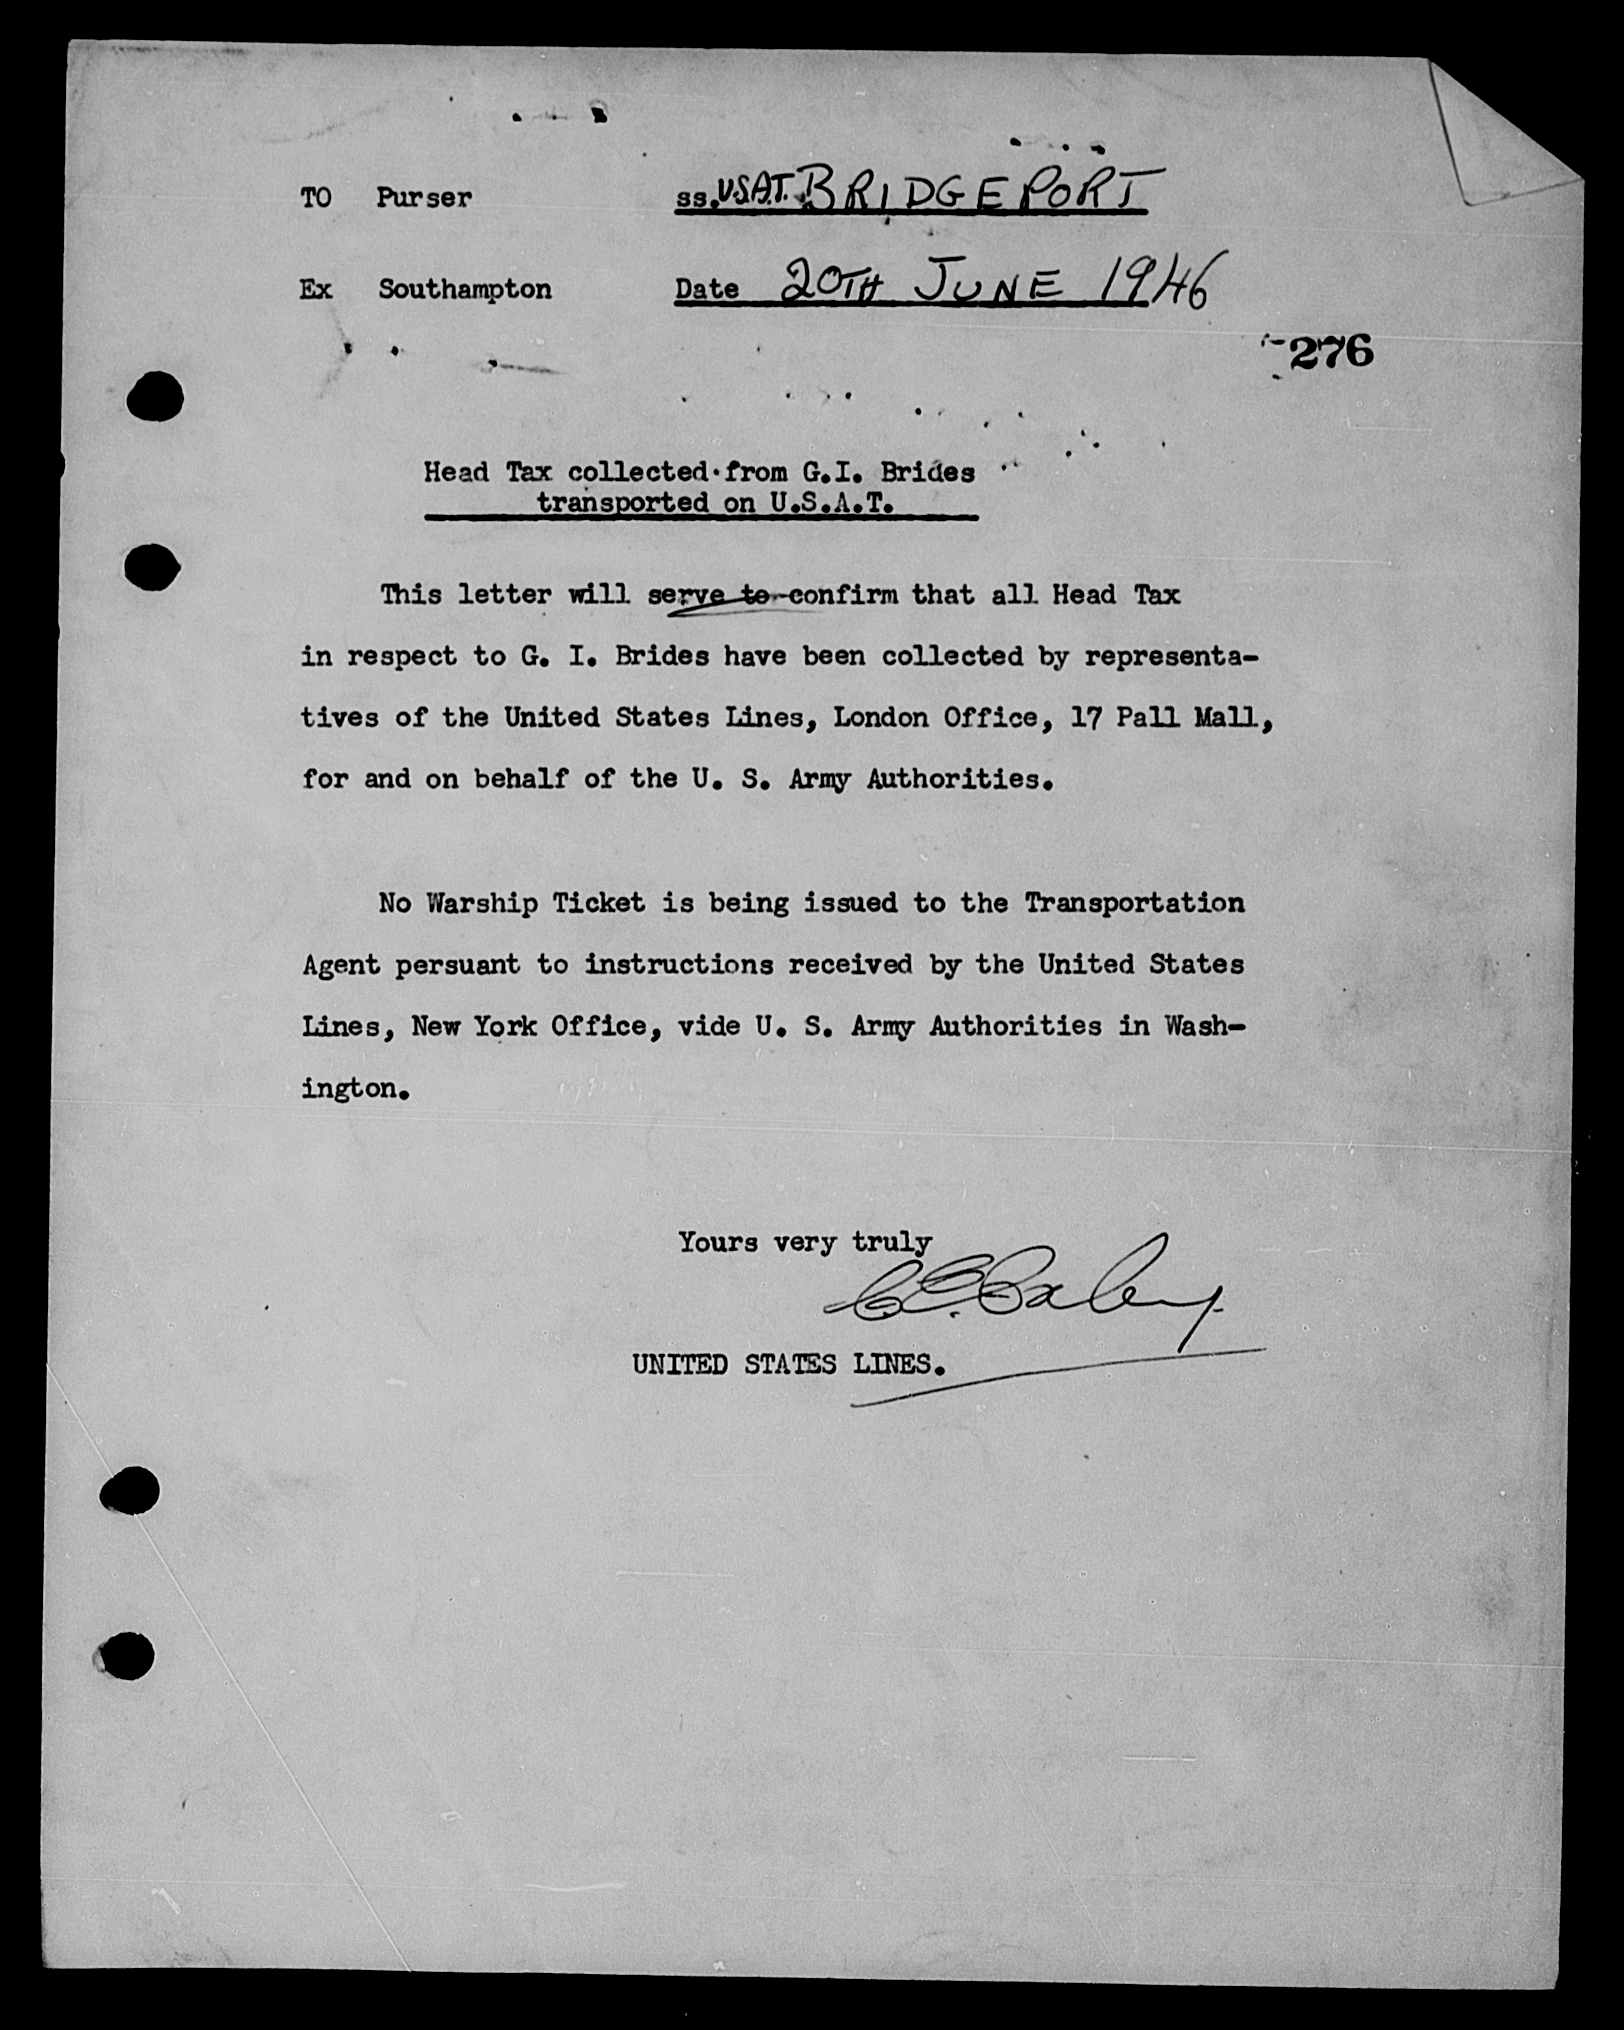 TO Purser ss. U.S.A.T. BRIDGEPORT
Ex Southampton Date 20TH JUNE 1946
276
Head Tax collected from G.I. Brides
transported on U.S.A.T.
This letter will serve to confirm that all Head Tax
in respect to G. I. Brides have been collected by representa-
tives of the United States Lines, London Office, 17 Pall Mall,
for and on behalf of the U. S. Army Authorities.
No Warship Ticket is being issued to the Transportation
Agent persuant to instructions received by the United States
Lines, New York Office, vide U. S. Army Authorities in Wash-
ington.
Yours very truly
UNITED STATES LINES.